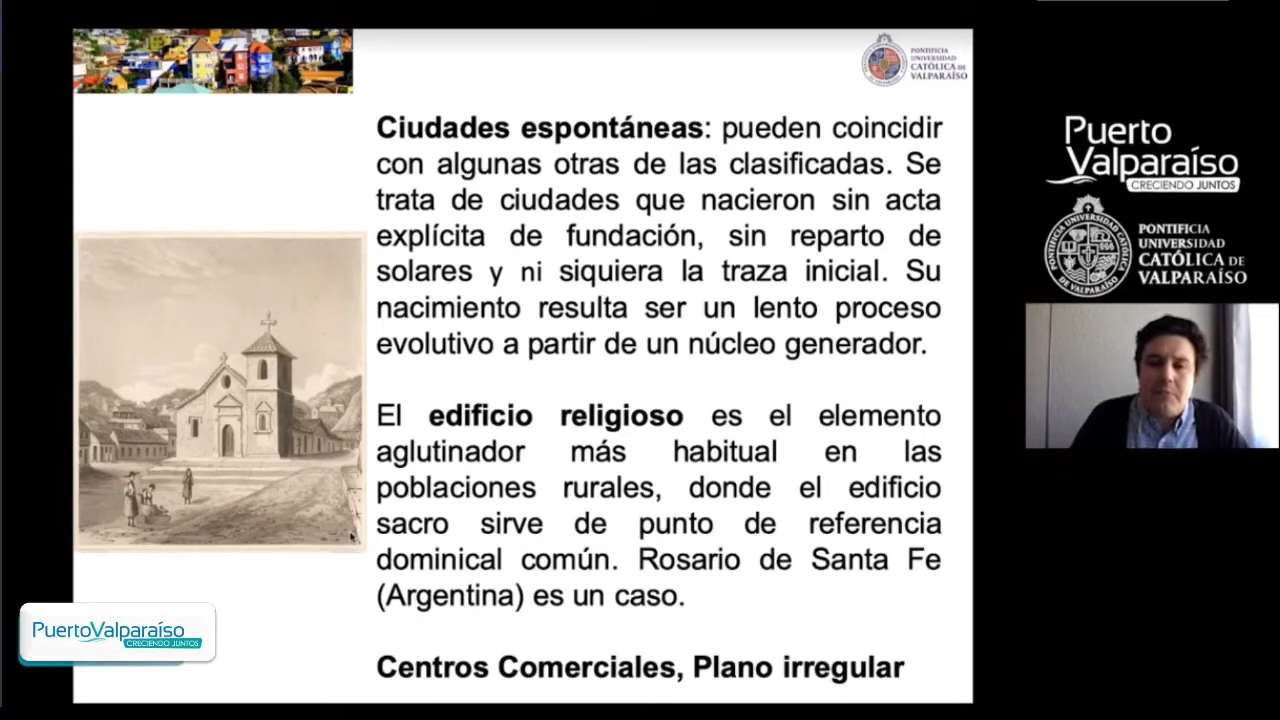 PONTIFICIA
UNIVERSIDAD
CATÓLICA DE
VALPARAÍSO
Ciudades espontáneas: pueden coincidir
con algunas otras de las clasificadas. Se
trata de ciudades que nacieron sin acta
explícita de fundación, sin reparto de
solares y ni siquiera la traza inicial. Su
nacimiento resulta ser un lento proceso
evolutivo a partir de un núcleo generador.
El edificio religioso es el elemento
aglutinador más habitual en las
poblaciones rurales, donde el edificio
sacro sirve de punto de referencia
dominical común. Rosario de Santa Fe
(Argentina) es un caso.
Centros Comerciales, Plano irregular
Puerto
Valparaíso
CRECIENDO JUNTOS
PONTIFICIA
UNIVERSIDAD
CATÓLICA DE
VALPARAÍSO
PuertoValparaíso
CRECIENDO JUNTOS